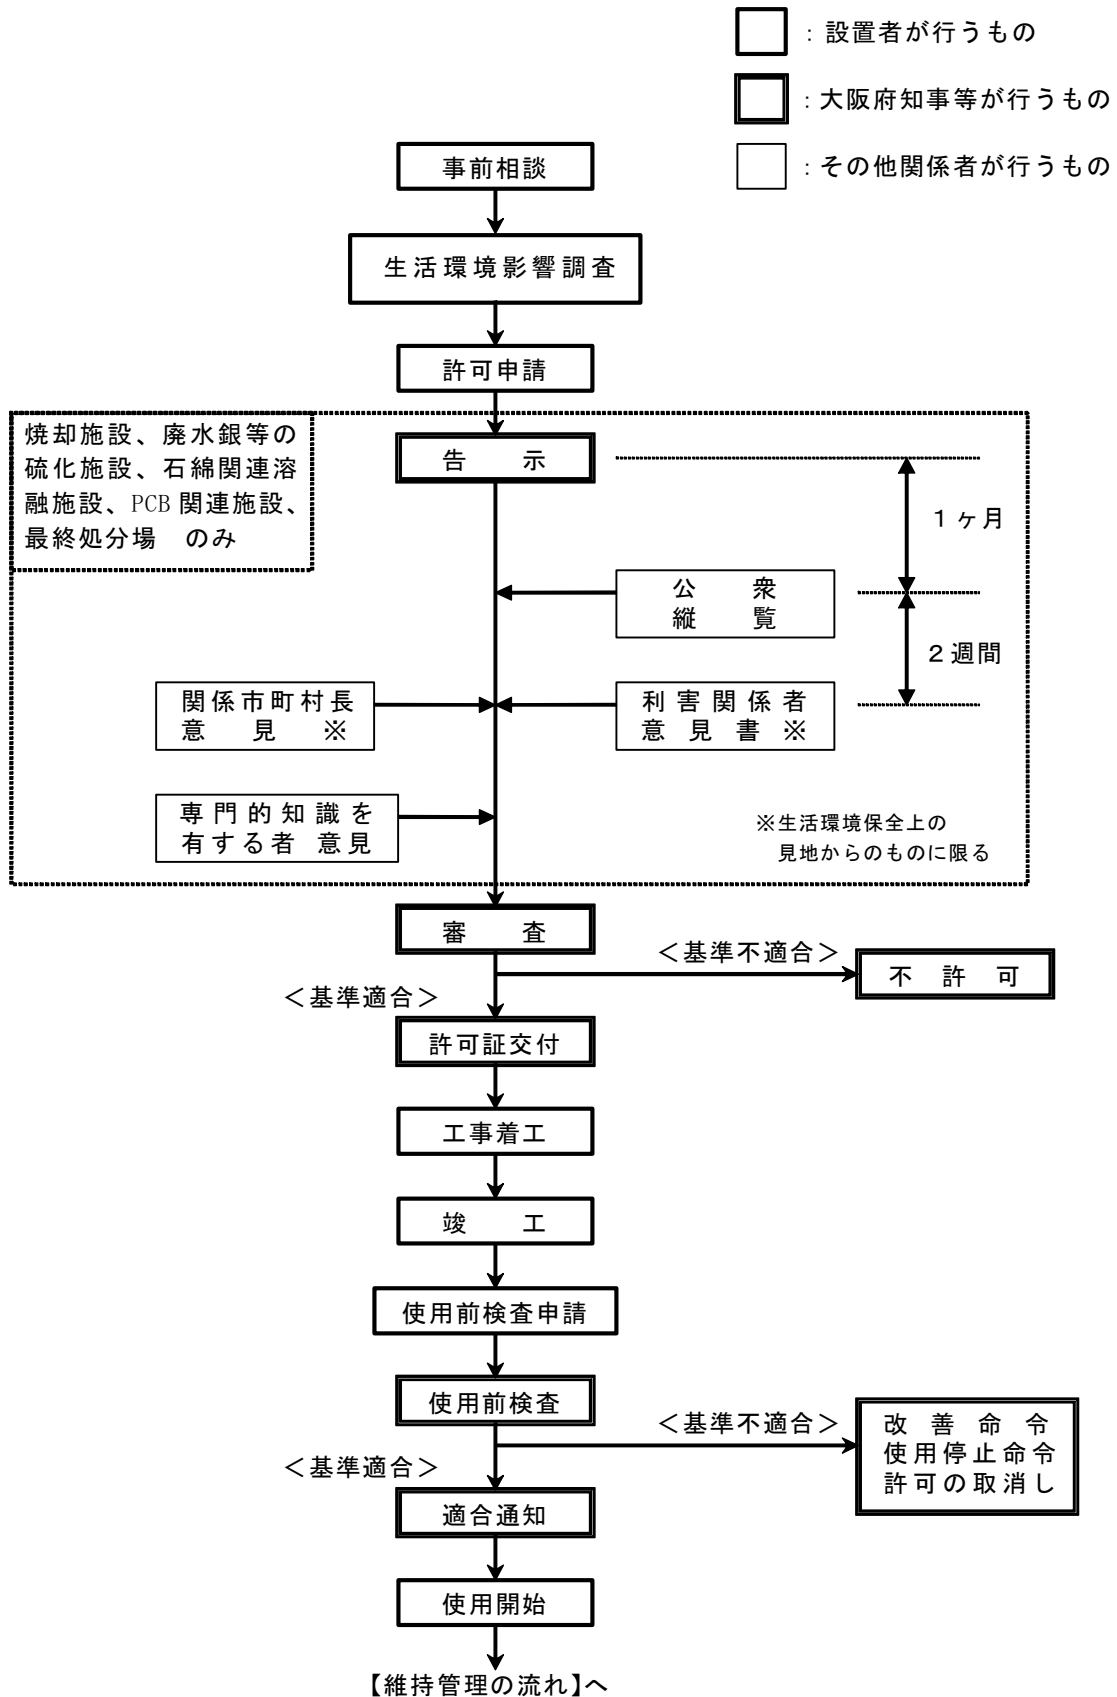 ：設置者が行うもの
：大阪府知事等が行うもの
：その他関係者が行うもの
事前相談
生活環境影響調査
許可申請
焼却施設、廃水銀等の
硫化施設、石綿関連溶
融施設、PCB関連施設、
最終処分場　のみ
告　示
１ヶ月
公　衆
縦　覧
２週間
関係市町村長
意　見　※
利害関係者
意見書※
専門的知識を
有する者 意見
※生活環境保全上の
見地からのものに限る
審　査
＜基準不適合＞
不　許　可
＜基準適合＞
許可証交付
工事着工
竣　工
使用前検査申請
使用前検査
＜基準不適合＞
改　善　命　令
使用停止命令
許可の取消し
＜基準適合＞
適合通知
使用開始
【維持管理の流れ】へ